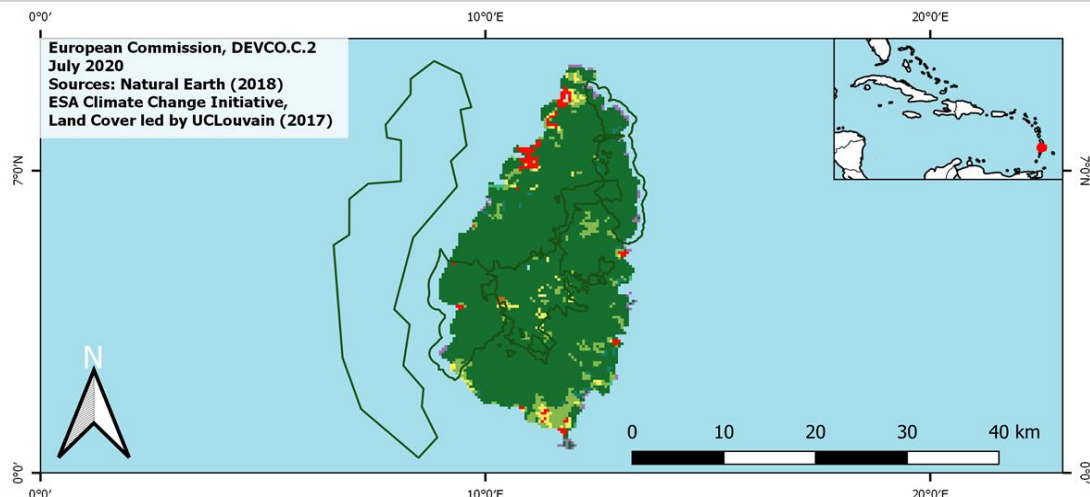 0°0′ 10°0′E 20°0′E
European Commission, DEVCO.C.2
July 2020
Sources: Natural Earth (2018)
ESA Climate Change Initiative,
Land Cover led by UCLouvain (2017)
7°0′N 7°0′N
N
0 10 20 30 40 km
0°0′ 0°0′
0°0′ 10°0′E 20°0′E